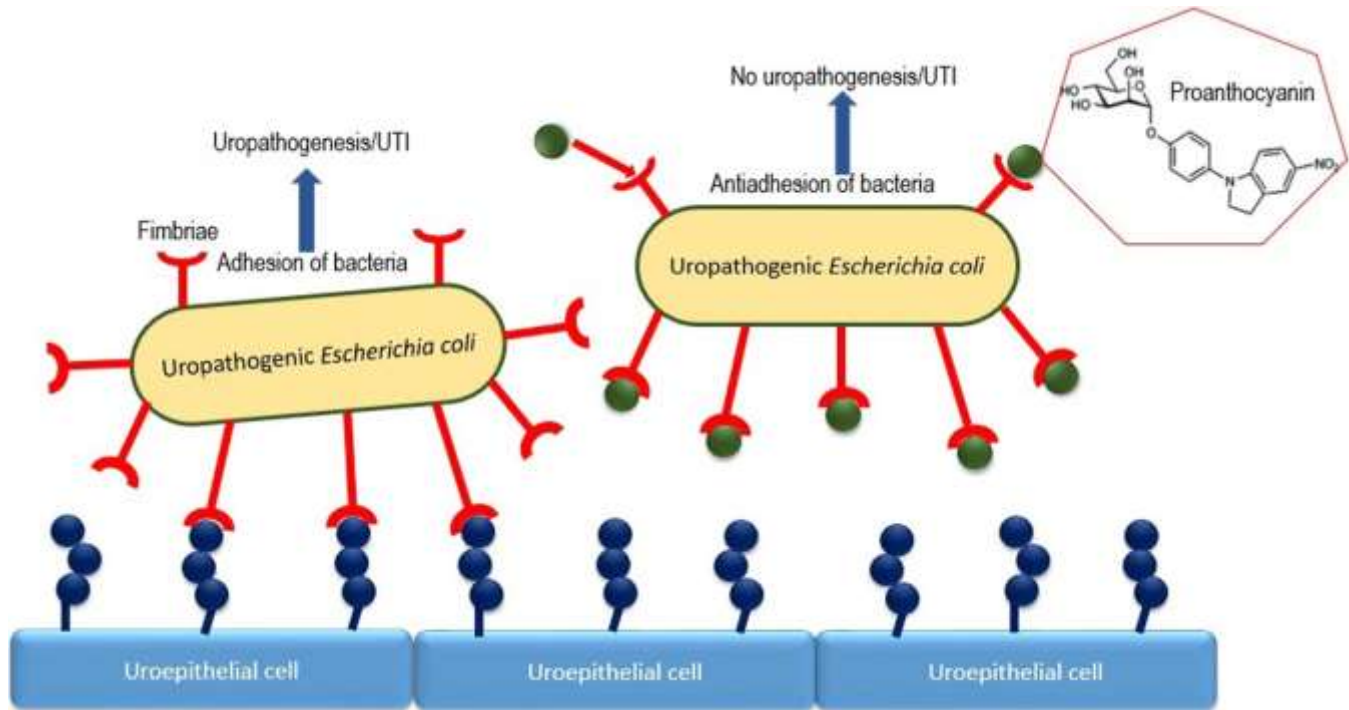 Uropathogenesis/UTI
Fimbriae
Adhesion of bacteria
Uropathogenic Escherichia coli
No uropathogenesis/UTI
Antiadhesion of bacteria
Uropathogenic Escherichia coli
Proanthocyanin
OH
OH
HO
HO
O
O
N
NO₂
Uroepithelial cell
Uroepithelial cell
Uroepithelial cell